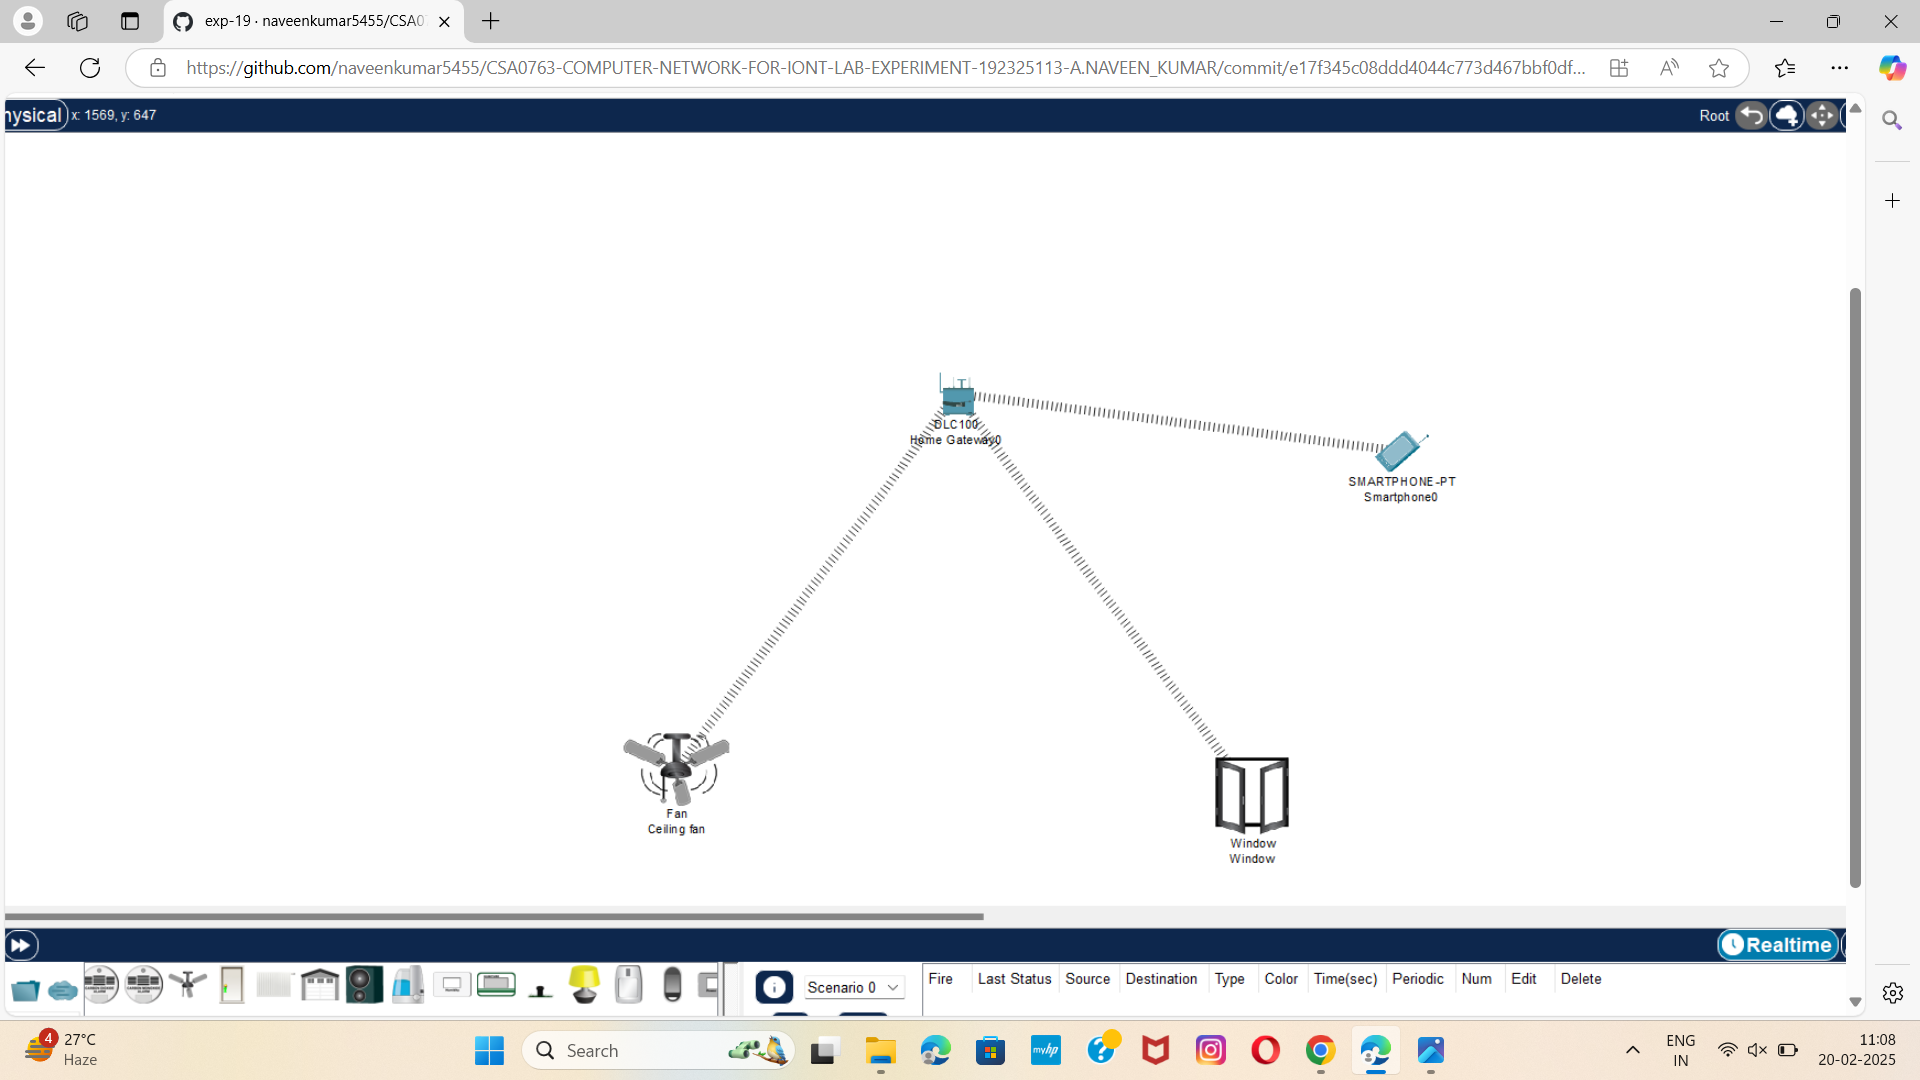 exp-19 · naveenkumar5455/CSA07
https://github.com/naveenkumar5455/CSA0763-COMPUTER-NETWORK-FOR-IONT-LAB-EXPERIMENT-192325113-A.NAVEEN_KUMAR/commit/e17f345c08ddd4044c773d467bbf0df...
hysical x: 1569, y: 647
Root
DLC100
Home Gateway0
SMARTPHONE-PT
Smartphone0
Fan
Ceiling fan
Window
Window
Realtime
Scenario 0
Fire Last Status Source Destination Type Color Time(sec) Periodic Num Edit Delete
4
27°C
Haze
Search
myhp
ENG
IN
11:08
20-02-2025